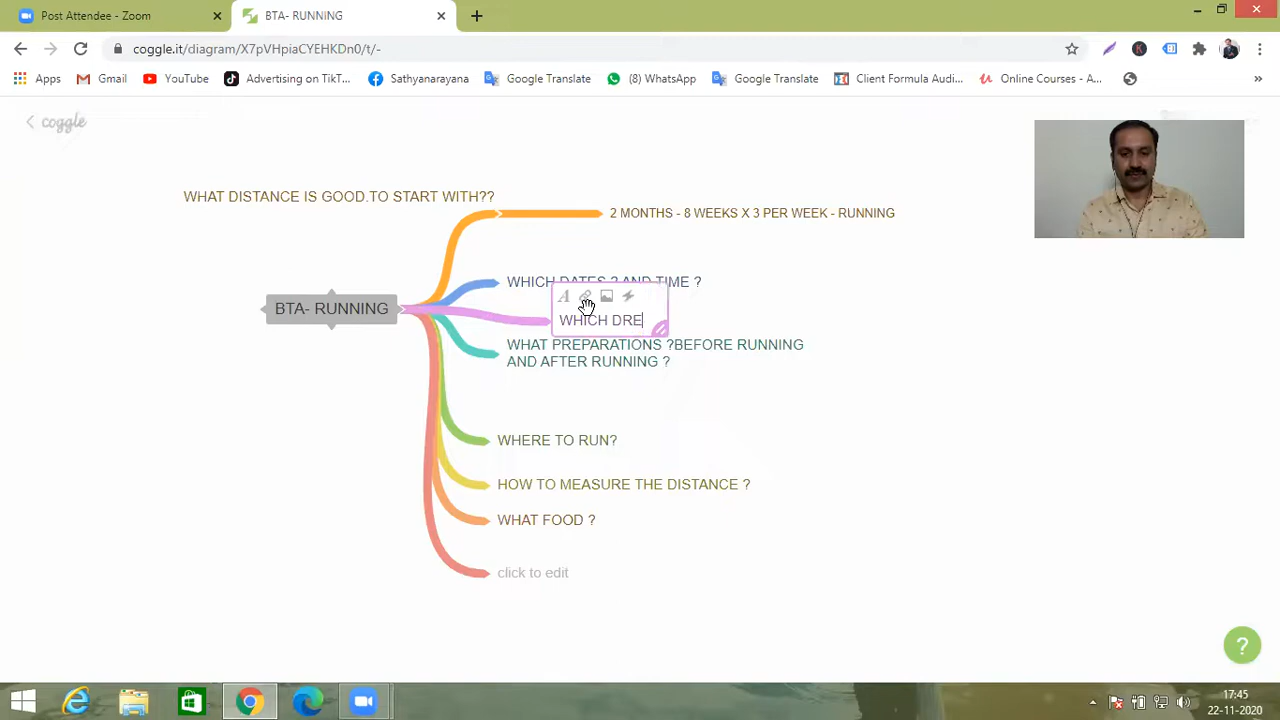 Post Attendee - Zoom
BTA- RUNNING
coggle.it/diagram/X7pVHpiaCYEHKDn0/t/-
Apps
Gmail
YouTube
Advertising on TikT...
Sathyanarayana
Google Translate
(8) WhatsApp
Google Translate
Client Formula Audi...
Online Courses - A...
»
coggle
WHAT DISTANCE IS GOOD.TO START WITH??
2 MONTHS - 8 WEEKS X 3 PER WEEK - RUNNING
WHICH DATES ? AND TIME ?
BTA- RUNNING
WHICH DRE
WHAT PREPARATIONS ?BEFORE RUNNING
AND AFTER RUNNING ?
WHERE TO RUN?
HOW TO MEASURE THE DISTANCE ?
WHAT FOOD ?
click to edit
?
17:45
22-11-2020